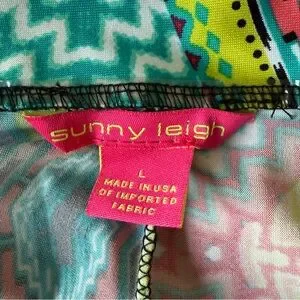 sunny leigh
L
MADE IN USA
OF IMPORTED
FABRIC